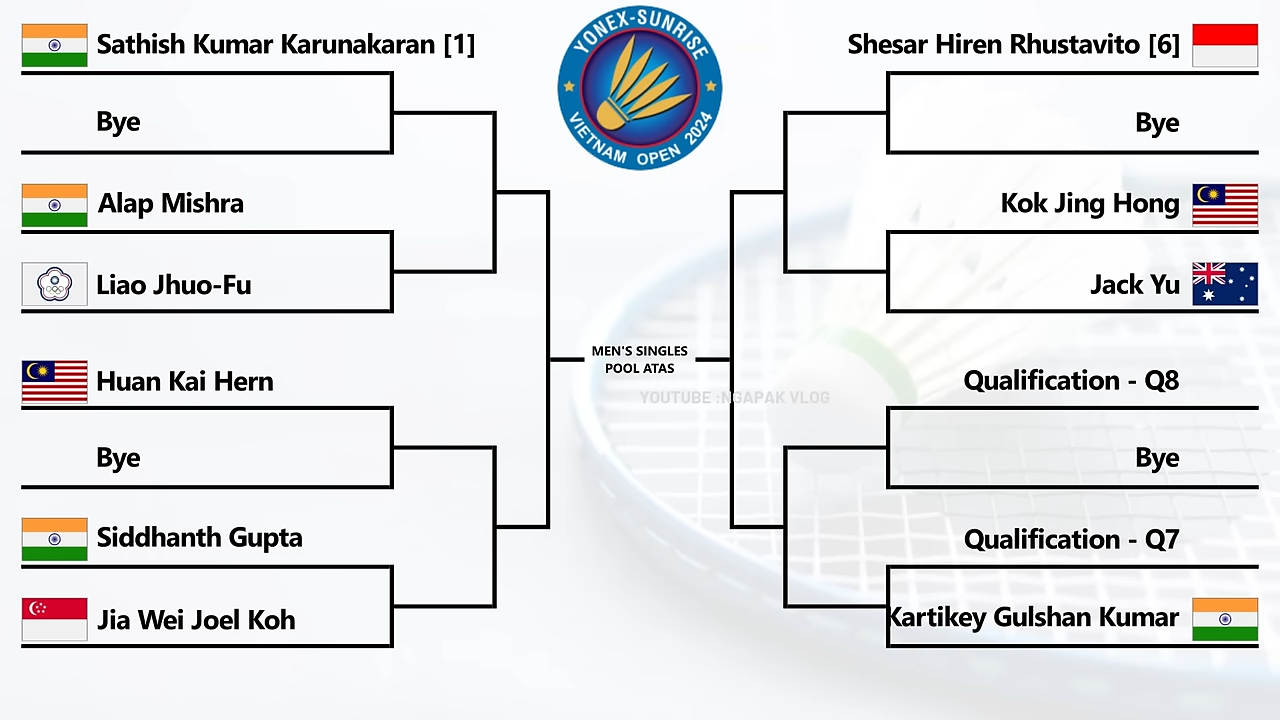 Sathish Kumar Karunakaran [1]
Bye
Alap Mishra
Liao Jhuo-Fu
Huan Kai Hern
Bye
Siddhanth Gupta
Jia Wei Joel Koh
YONEX-SUNRISE
VIETNAM OPEN 2024
MEN'S SINGLES
POOL ATAS
YOUTUBE :NGAPAK VLOG
Shesar Hiren Rhustavito [6]
Bye
Kok Jing Hong
Jack Yu
Qualification - Q8
Bye
Qualification - Q7
Kartikey Gulshan Kumar